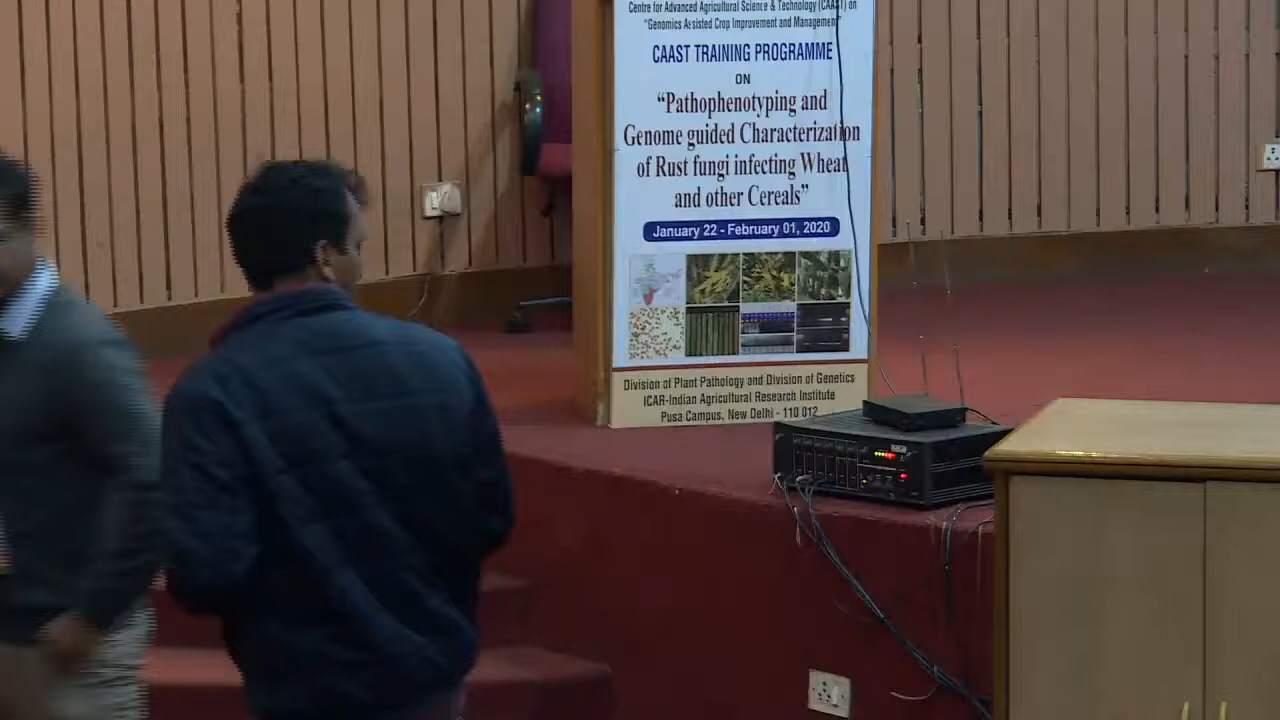 Centre for Advanced Agricultural Science & Technology (CAAST) on
"Genomics Assisted Crop Improvement and Management"
CAAST TRAINING PROGRAMME
ON
“Pathophenotyping and
Genome guided Characterization
of Rust fungi infecting Wheat
and other Cereals”
January 22 - February 01, 2020
Division of Plant Pathology and Division of Genetics
ICAR-Indian Agricultural Research Institute
Pusa Campus, New Delhi - 110 012